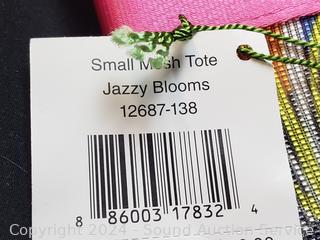 Small Mesh Tote
Jazzy Blooms
12687-138
8 86003 17832 4
Copyright 2024 - Sound Auction Service